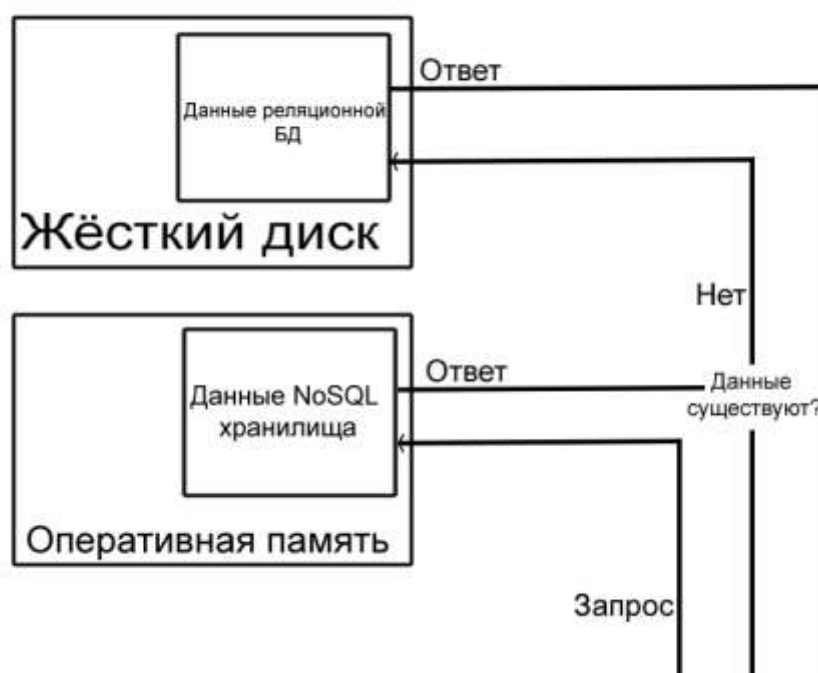 Ответ
Данные реляционной
БД
Жёсткий диск
Нет
Ответ
Данные NoSQL
хранилища
Данные
существуют?
Оперативная память
Запрос